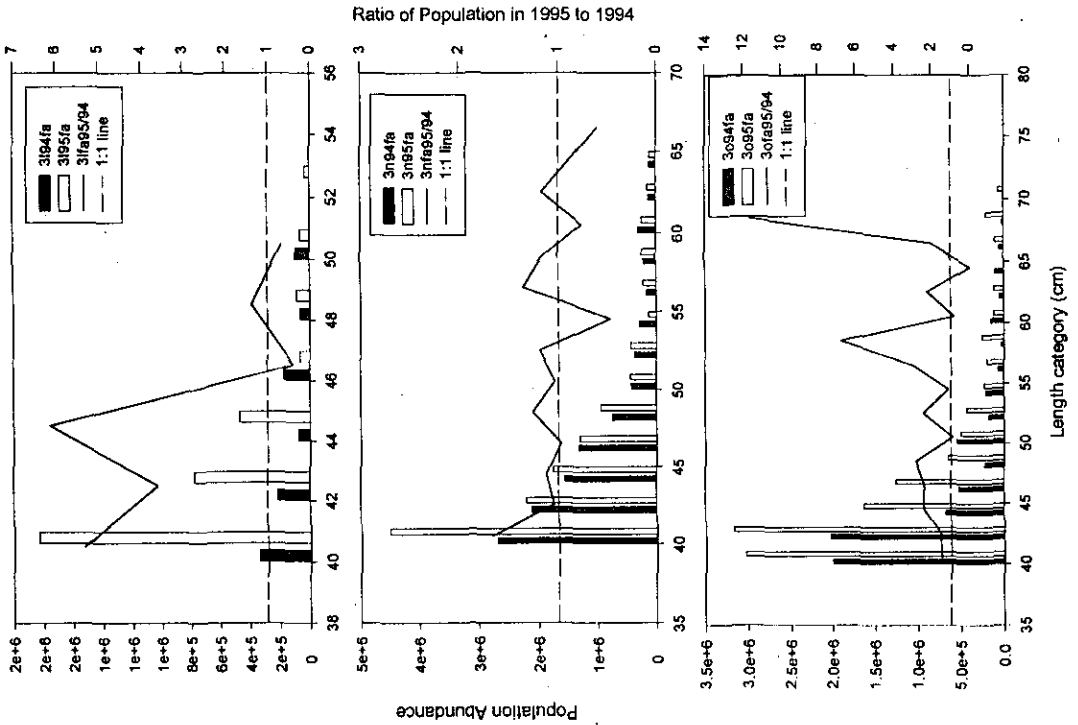 Ratio of Population in 1995 to 1994
7
6
5
4
3
2
1
0
2e+6
2e+6
1e+6
1e+6
8e+5
4e+5
2e+5
0
38
40
42
44
46
48
50
52
54
56
3l94fa
3l95fa
3lfa95/94
1:1 line
3
2
1
0
4e+6
3e+6
2e+6
1e+6
0
35
40
45
50
55
60
65
70
3n94fa
3n95fa
3nfa95/94
1:1 line
14
12
10
8
6
4
2
0
3.5e+6
3.0e+6
2.5e+6
2.0e+6
1.5e+6
1.0e+6
5.0e+5
0.0
35
40
45
50
55
60
65
70
75
80
3o94fa
3o95fa
3ofa95/94
1:1 line
Population Abundance
Length category (cm)